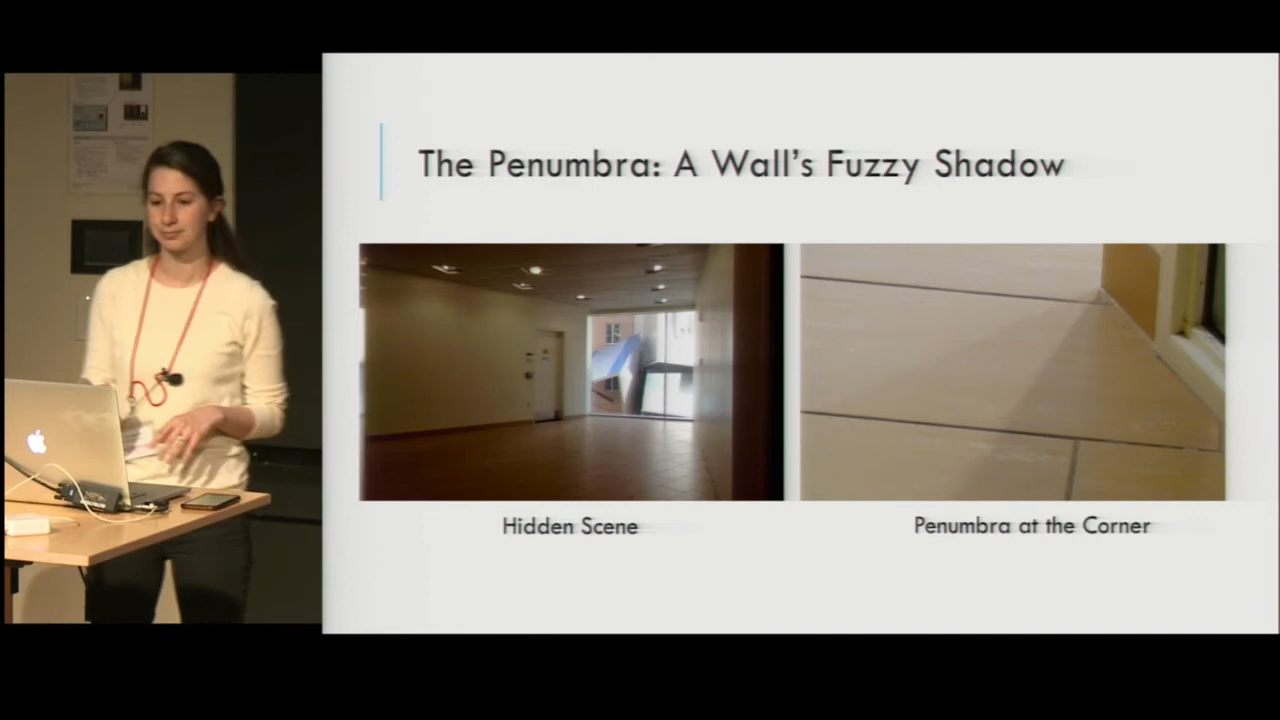 The Penumbra: A Wall's Fuzzy Shadow
Hidden Scene
Penumbra at the Corner